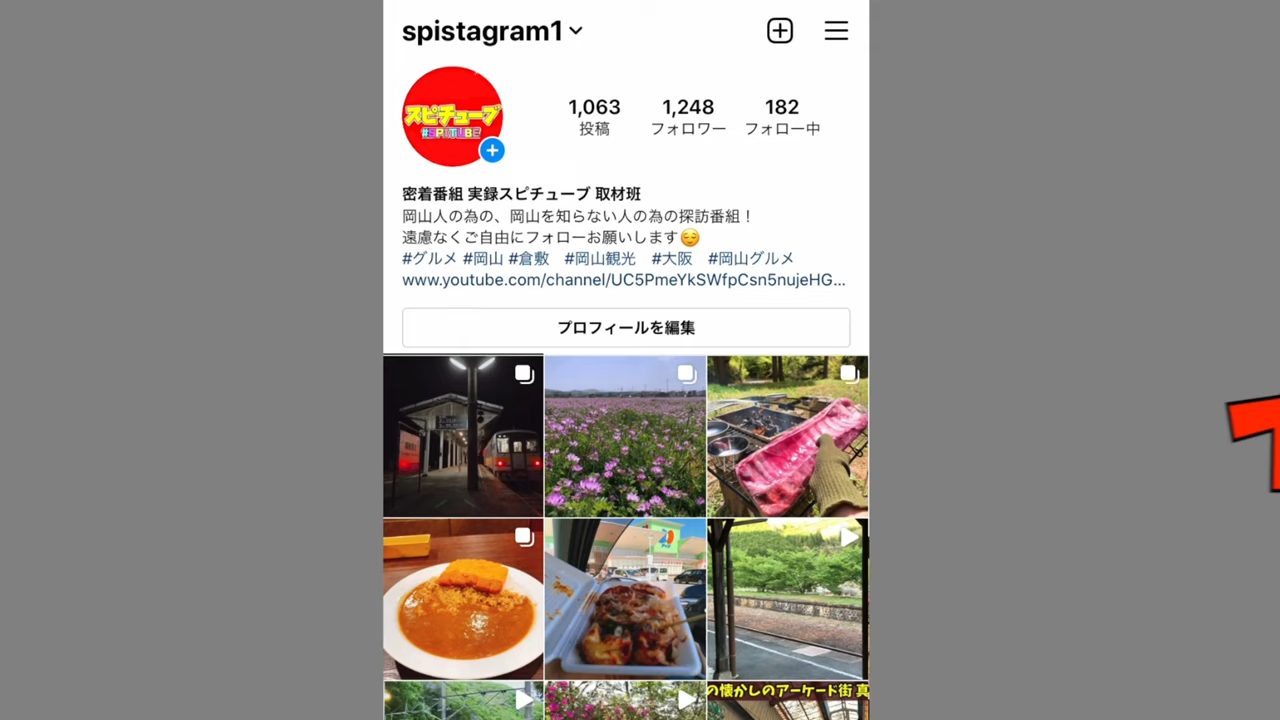 spistagram1
スピチューブ
#SPITUBE
1,063
投稿
1,248
フォロワー
182
フォロー中
密着番組 実録スピチューブ 取材班
岡山人の為の、岡山を知らない人の為の探訪番組！
遠慮なくご自由にフォローお願いします😌
#グルメ #岡山 #倉敷　#岡山観光　#大阪　#岡山グルメ
www.youtube.com/channel/UC5PmeYkSWfpCsn5nujeHG...
プロフィールを編集
の懐かしのアーケード街 真